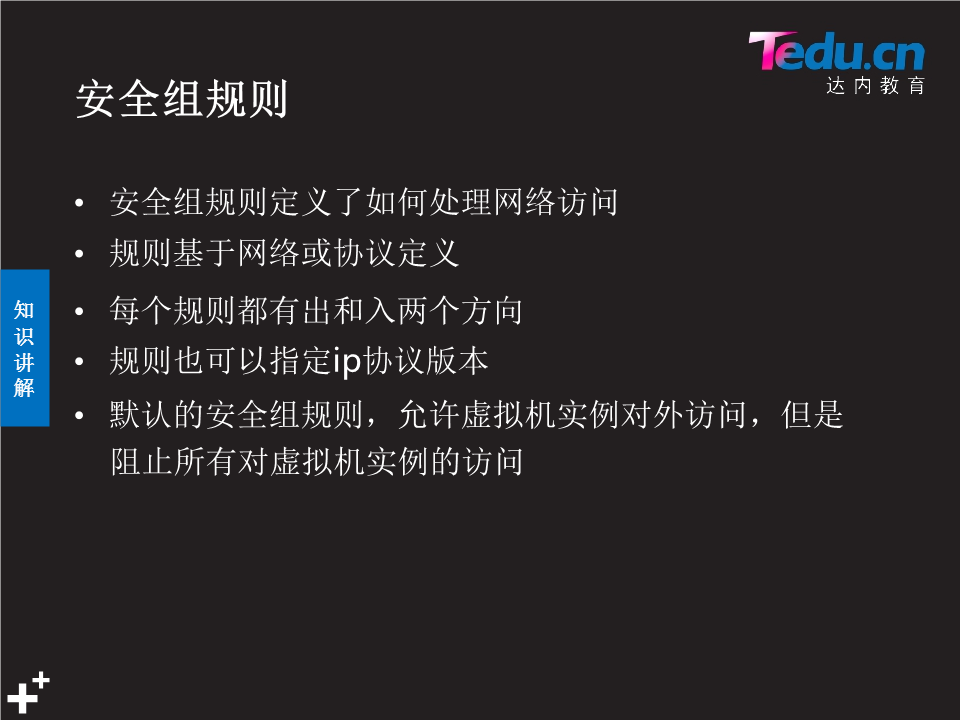 Tedu.cn
达内教育
安全组规则
• 安全组规则定义了如何处理网络访问
• 规则基于网络或协议定义
• 每个规则都有出和入两个方向
• 规则也可以指定ip协议版本
• 默认的安全组规则，允许虚拟机实例对外访问，但是
阻止所有对虚拟机实例的访问
知
识
讲
解